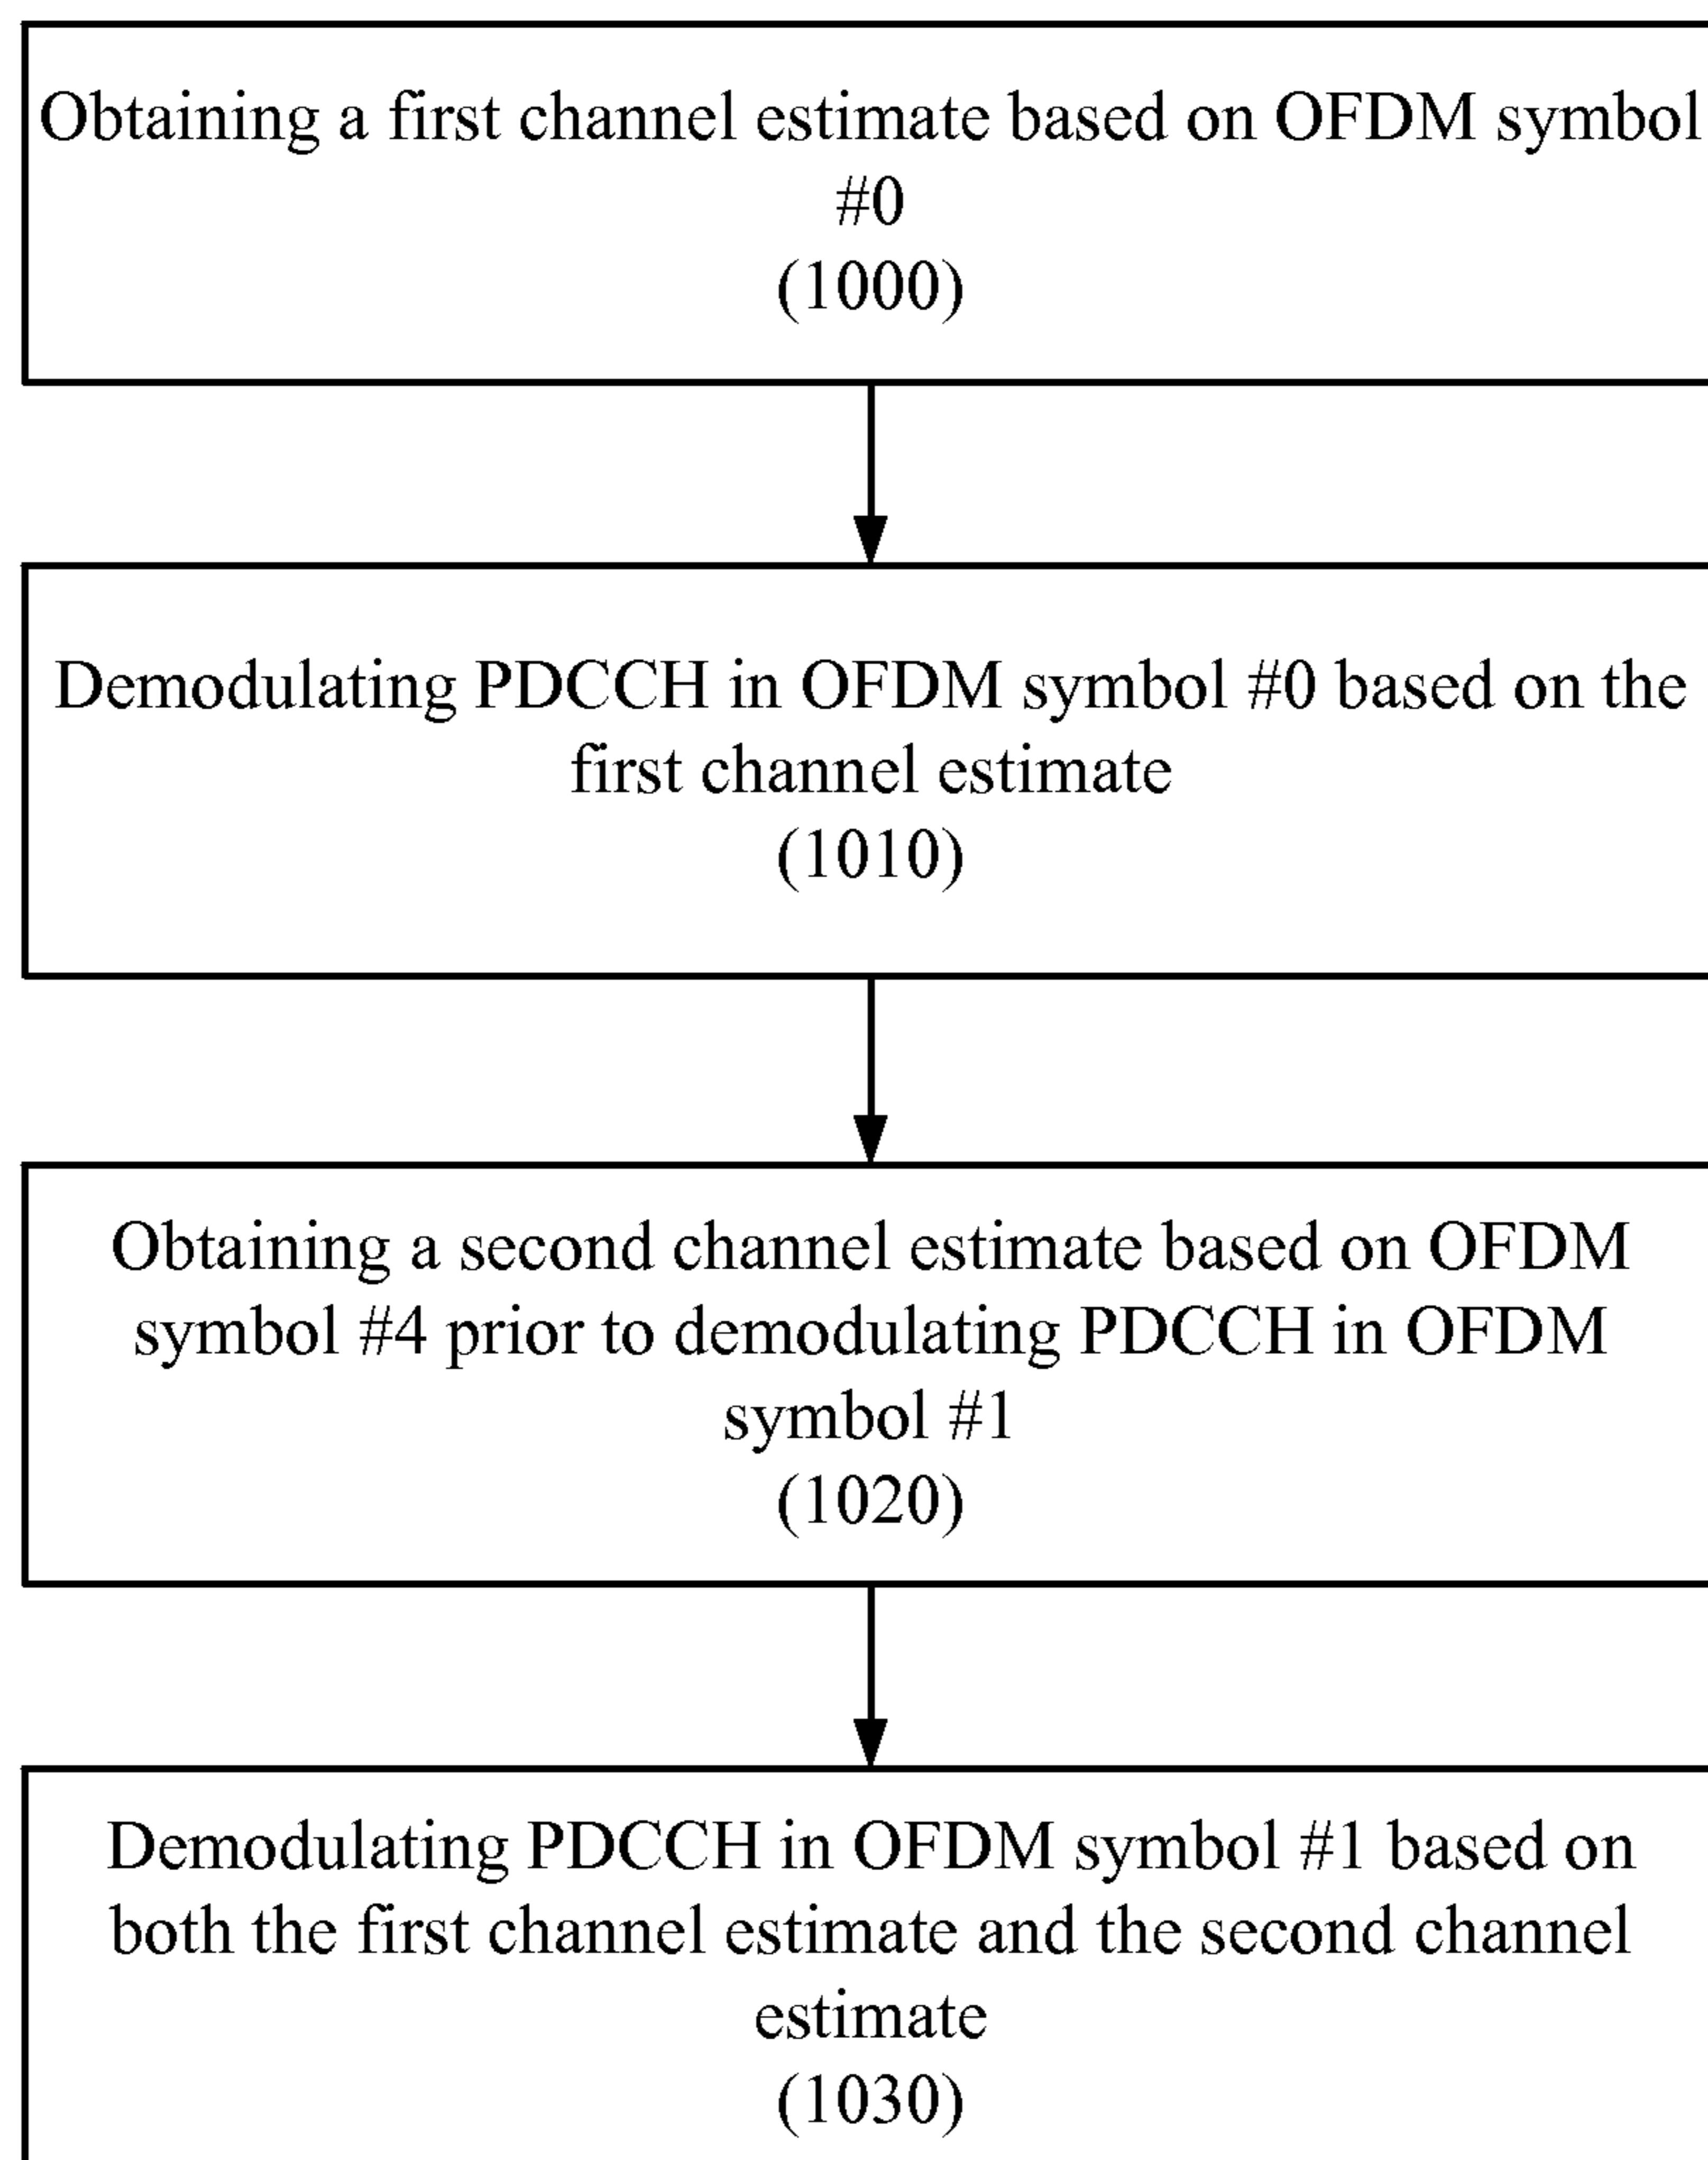 Obtaining a first channel estimate based on OFDM symbol
#0
(1000)
Demodulating PDCCH in OFDM symbol #0 based on the
first channel estimate
(1010)
Obtaining a second channel estimate based on OFDM
symbol #4 prior to demodulating PDCCH in OFDM
symbol #1
(1020)
Demodulating PDCCH in OFDM symbol #1 based on
both the first channel estimate and the second channel
estimate
(1030)